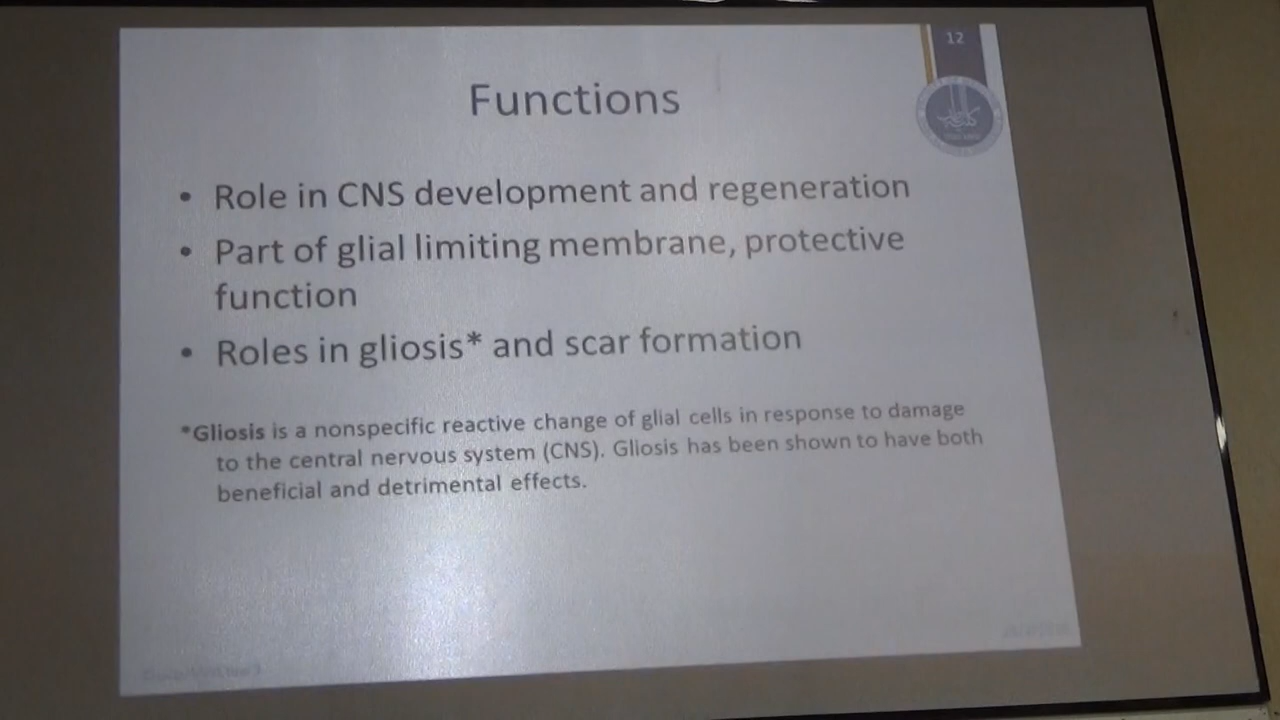 12
Functions
• Role in CNS development and regeneration
• Part of glial limiting membrane, protective
function
• Roles in gliosis* and scar formation
*Gliosis is a nonspecific reactive change of glial cells in response to damage
to the central nervous system (CNS). Gliosis has been shown to have both
beneficial and detrimental effects.